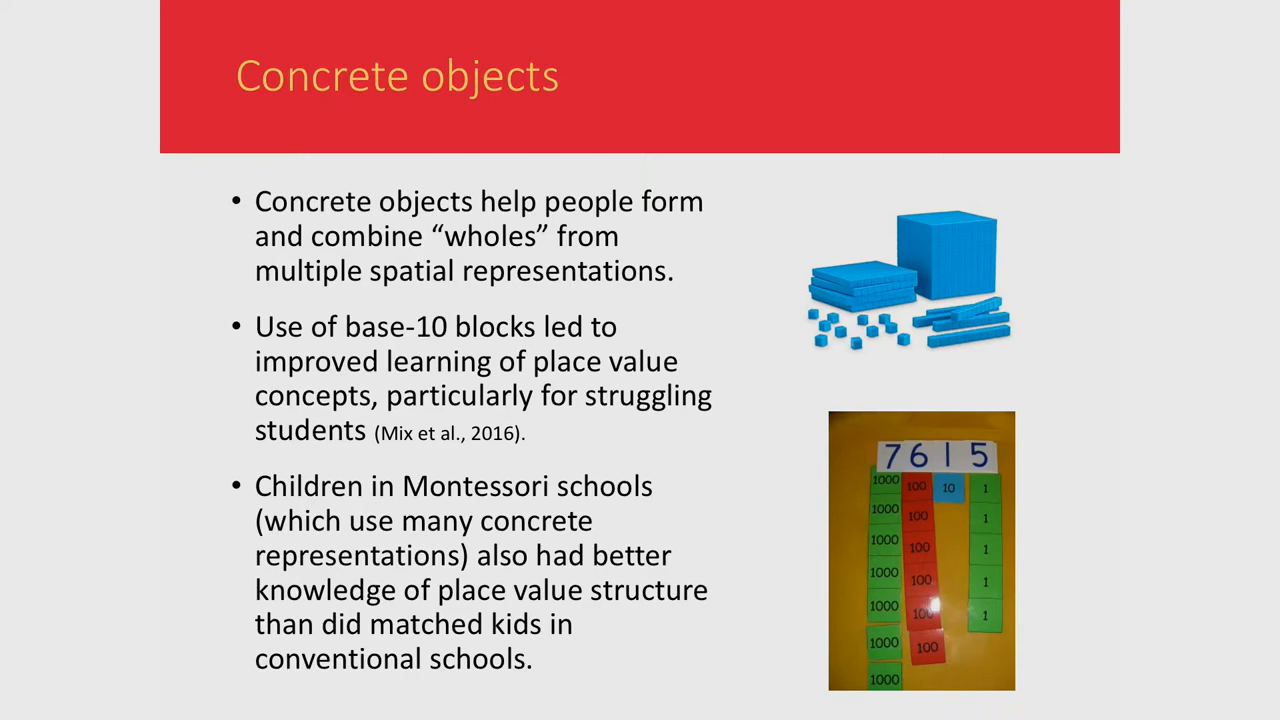 Concrete objects
• Concrete objects help people form
and combine “wholes” from
multiple spatial representations.
• Use of base-10 blocks led to
improved learning of place value
concepts, particularly for struggling
students (Mix et al., 2016).
• Children in Montessori schools
(which use many concrete
representations) also had better
knowledge of place value structure
than did matched kids in
conventional schools.
7 6 1 5
1000 100 10 1
1000 100 1
1000 100 1
1000 100 1
1000 100 1
1000 100
1000